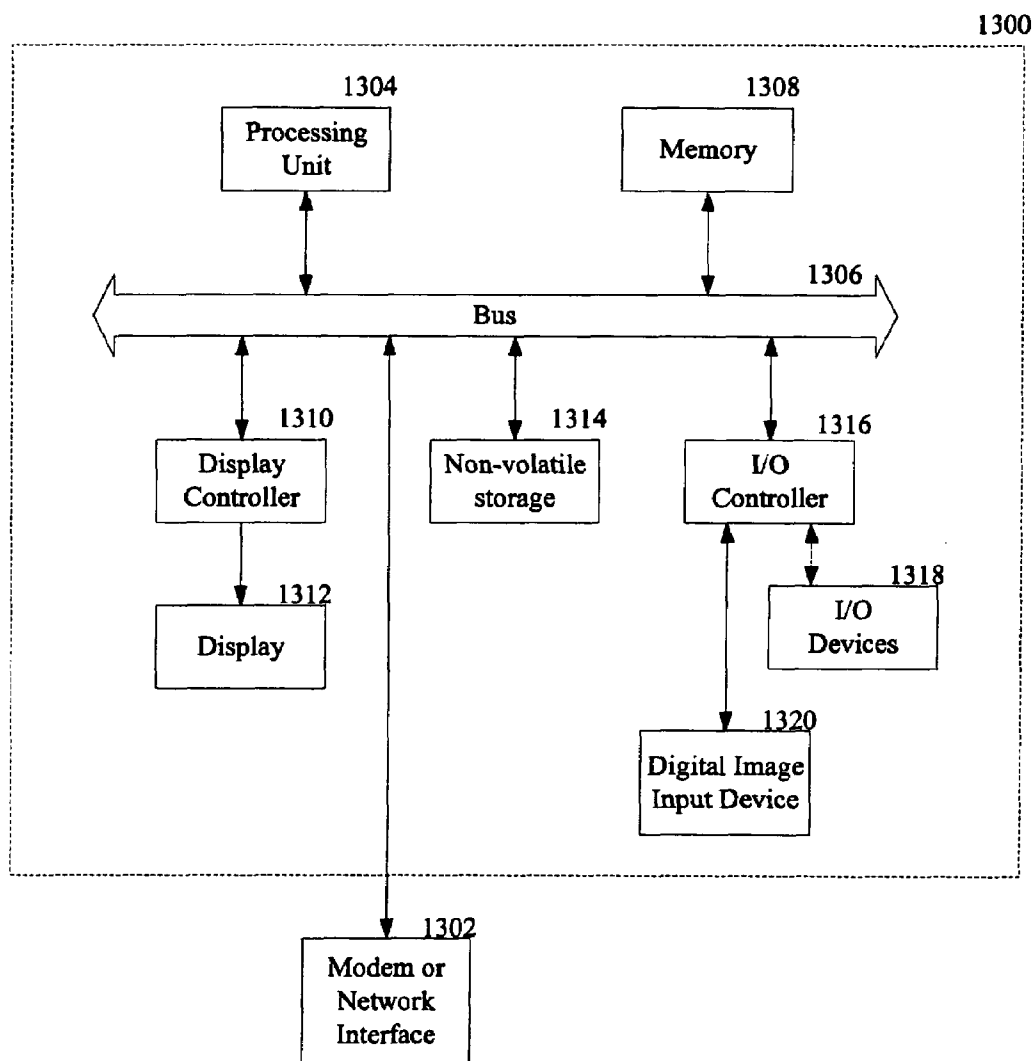 1300
1304
Processing
Unit
1308
Memory
1306
Bus
1310
Display
Controller
1314
Non-volatile
storage
1316
I/O
Controller
1312
Display
1318
I/O
Devices
1320
Digital Image
Input Device
1302
Modem or
Network
Interface